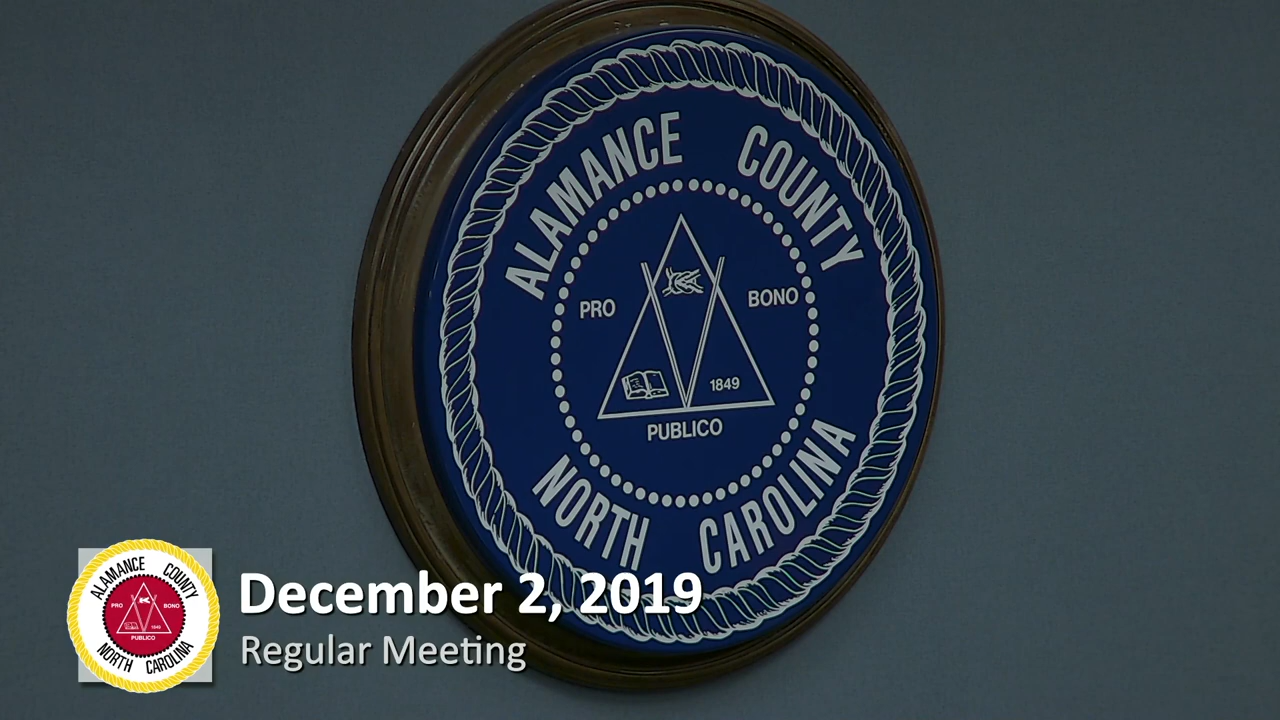 ALAMANCE COUNTY
PRO BONO
1849
PUBLICO
NORTH CAROLINA
ALAMANCE COUNTY
PRO BONO
1849
PUBLICO
NORTH CAROLINA
December 2, 2019
Regular Meeting